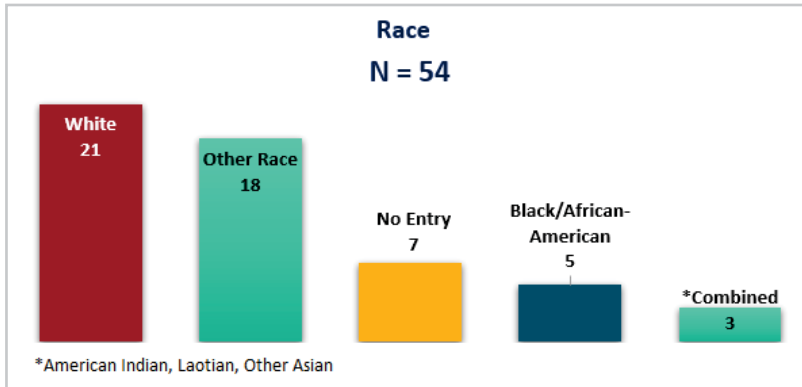 Race
N = 54
White
21
Other Race
18
No Entry
7
Black/African-
American
5
*Combined
3
*American Indian, Laotian, Other Asian